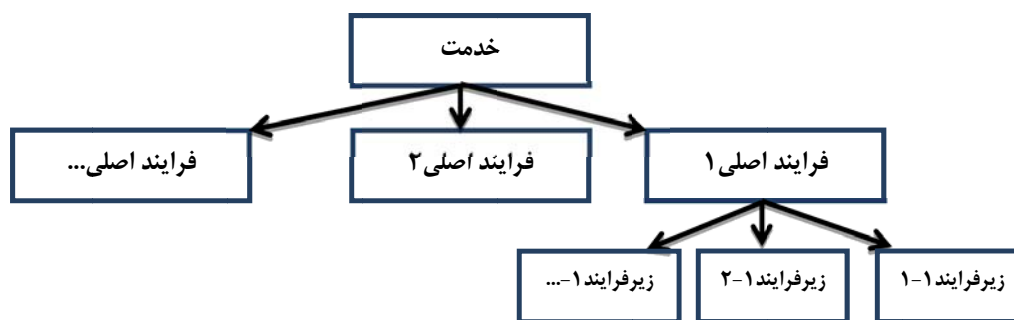 خدمت
فرایند اصلی۱
فرایند اصلی۲
فرایند اصلی...
زیرفرایند۱-۱
زیرفرایند۱-۲
زیرفرایند۱-...